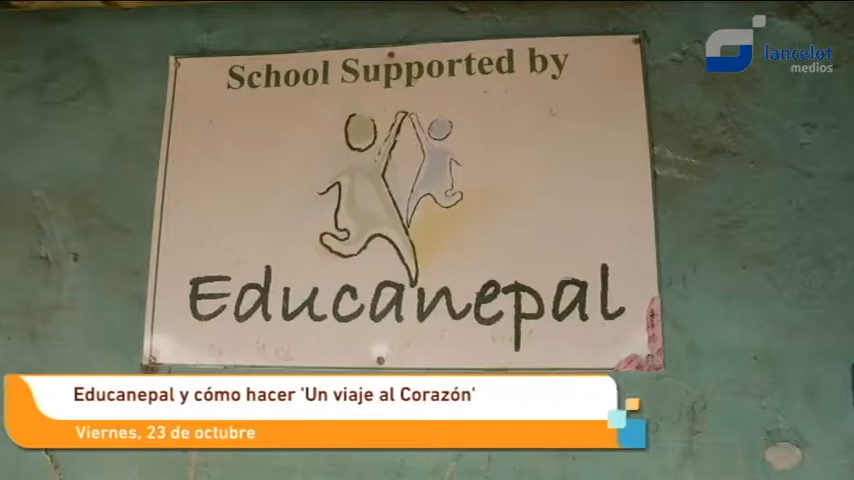 lancelot
medios
School Supported by
Educanepal
Educanepal y cómo hacer 'Un viaje al Corazón'
Viernes, 23 de octubre